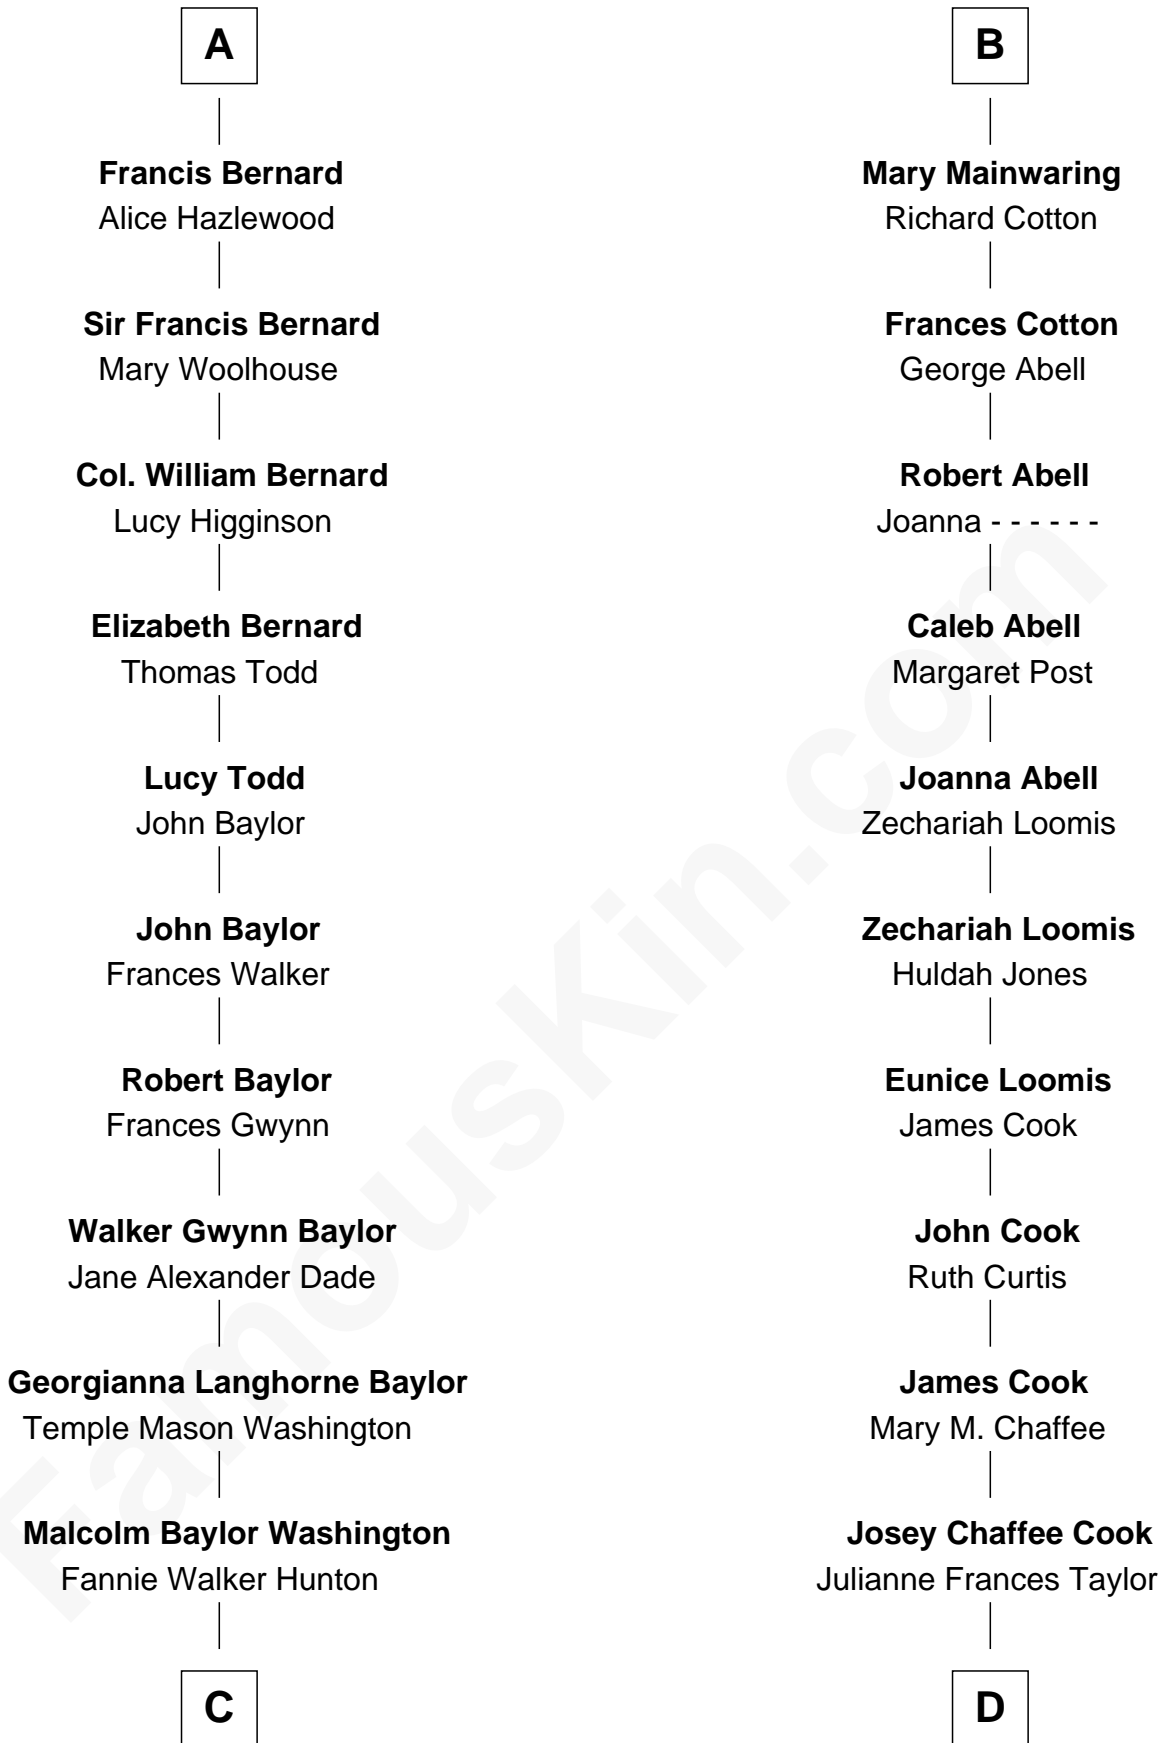 A
Francis Bernard
Alice Hazlewood
Sir Francis Bernard
Mary Woolhouse
Col. William Bernard
Lucy Higginson
Elizabeth Bernard
Thomas Todd
Lucy Todd
John Baylor
John Baylor
Frances Walker
Robert Baylor
Frances Gwynn
Walker Gwynn Baylor
Jane Alexander Dade
Georgianna Langhorne Baylor
Temple Mason Washington
Malcolm Baylor Washington
Fannie Walker Hunton
C
B
Mary Mainwaring
Richard Cotton
Frances Cotton
George Abell
Robert Abell
Joanna - - - - - -
Caleb Abell
Margaret Post
Joanna Abell
Zechariah Loomis
Zechariah Loomis
Huldah Jones
Eunice Loomis
James Cook
John Cook
Ruth Curtis
James Cook
Mary M. Chaffee
Josey Chaffee Cook
Julianne Frances Taylor
D
FamousKin.com